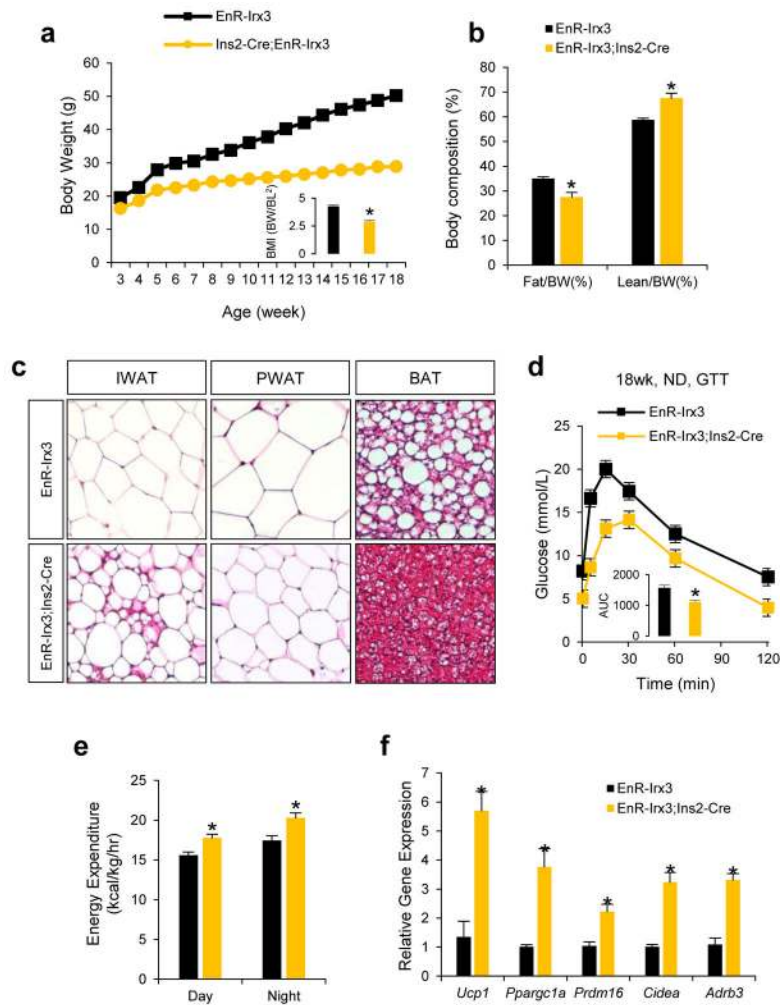 a
EnR-Irx3
Ins2-Cre;EnR-Irx3
Body Weight (g)
60
50
40
30
20
10
0
3 4 5 6 7 8 9 10 11 12 13 14 15 16 17 18
Age (week)
BMI (BW/BL²)
5
2.5
0
*
b
EnR-Irx3
EnR-Irx3;Ins2-Cre
Body composition (%)
80
70
60
50
40
30
20
10
0
* *
Fat/BW(%) Lean/BW(%)
c
IWAT PWAT BAT
EnR-Irx3
EnR-Irx3;Ins2-Cre
d
18wk, ND, GTT
EnR-Irx3
EnR-Irx3;Ins2-Cre
Glucose (mmol/L)
25
20
15
10
5
0
0 30 60 90 120
Time (min)
AUC
2000
1000
0
*
e
Energy Expenditure
(kcal/kg/hr)
25
20
15
10
5
0
* *
Day Night
f
EnR-Irx3
EnR-Irx3;Ins2-Cre
Relative Gene Expression
7
6
5
4
3
2
1
0
* * * * *
Ucp1 Ppargc1a Prdm16 Cidea Adrb3